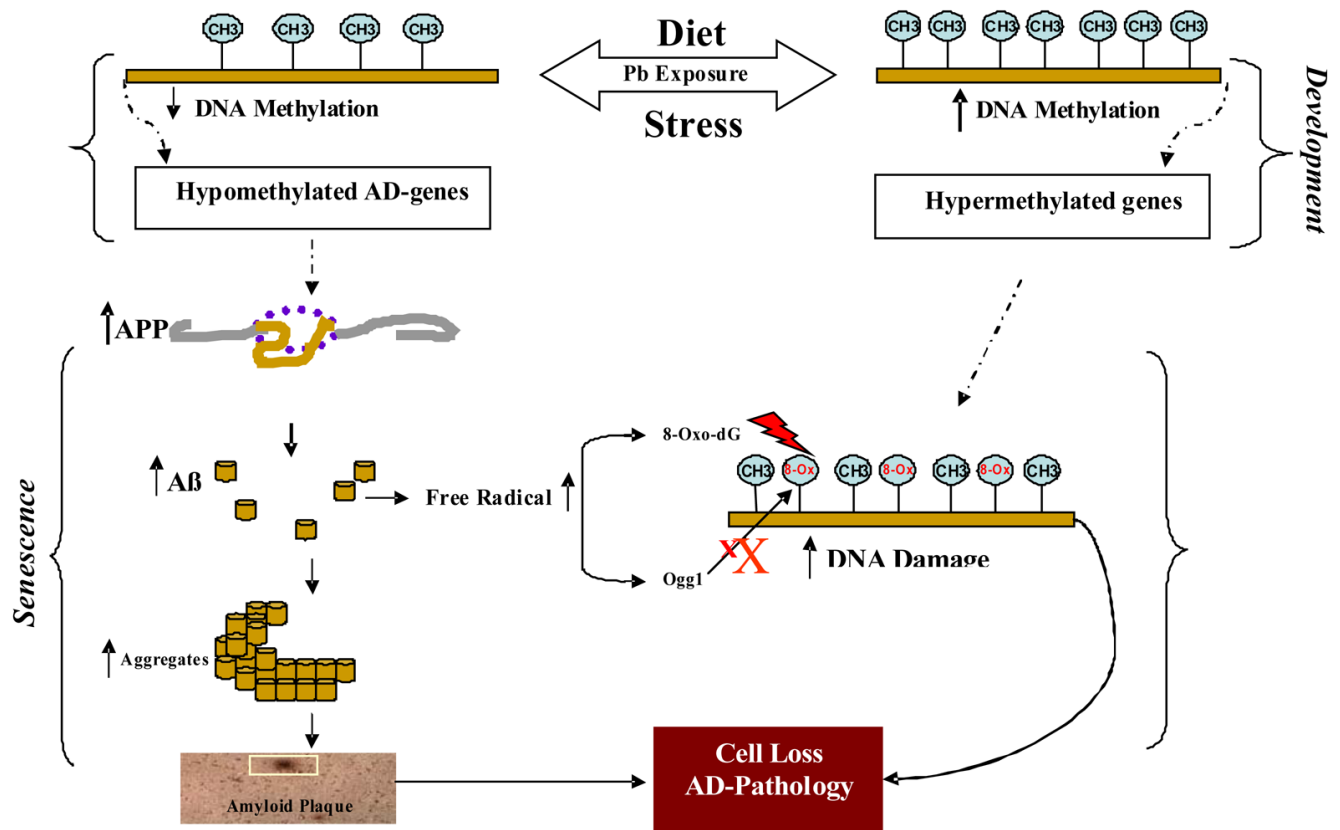 CH3 CH3 CH3 CH3
Diet
Pb Exposure
Stress
CH3 CH3 CH3 CH3 CH3 CH3 CH3
↓ DNA Methylation
↑ DNA Methylation
Development
Hypomethylated AD-genes
Hypermethylated genes
↑APP
Senescence
↑ Aß
Free Radical ↑
8-Oxo-dG
CH3 8-Ox CH3 8-Ox CH3 8-Ox CH3
Ogg1
XX
↑ DNA Damage
↑ Aggregates
Amyloid Plaque
Cell Loss
AD-Pathology